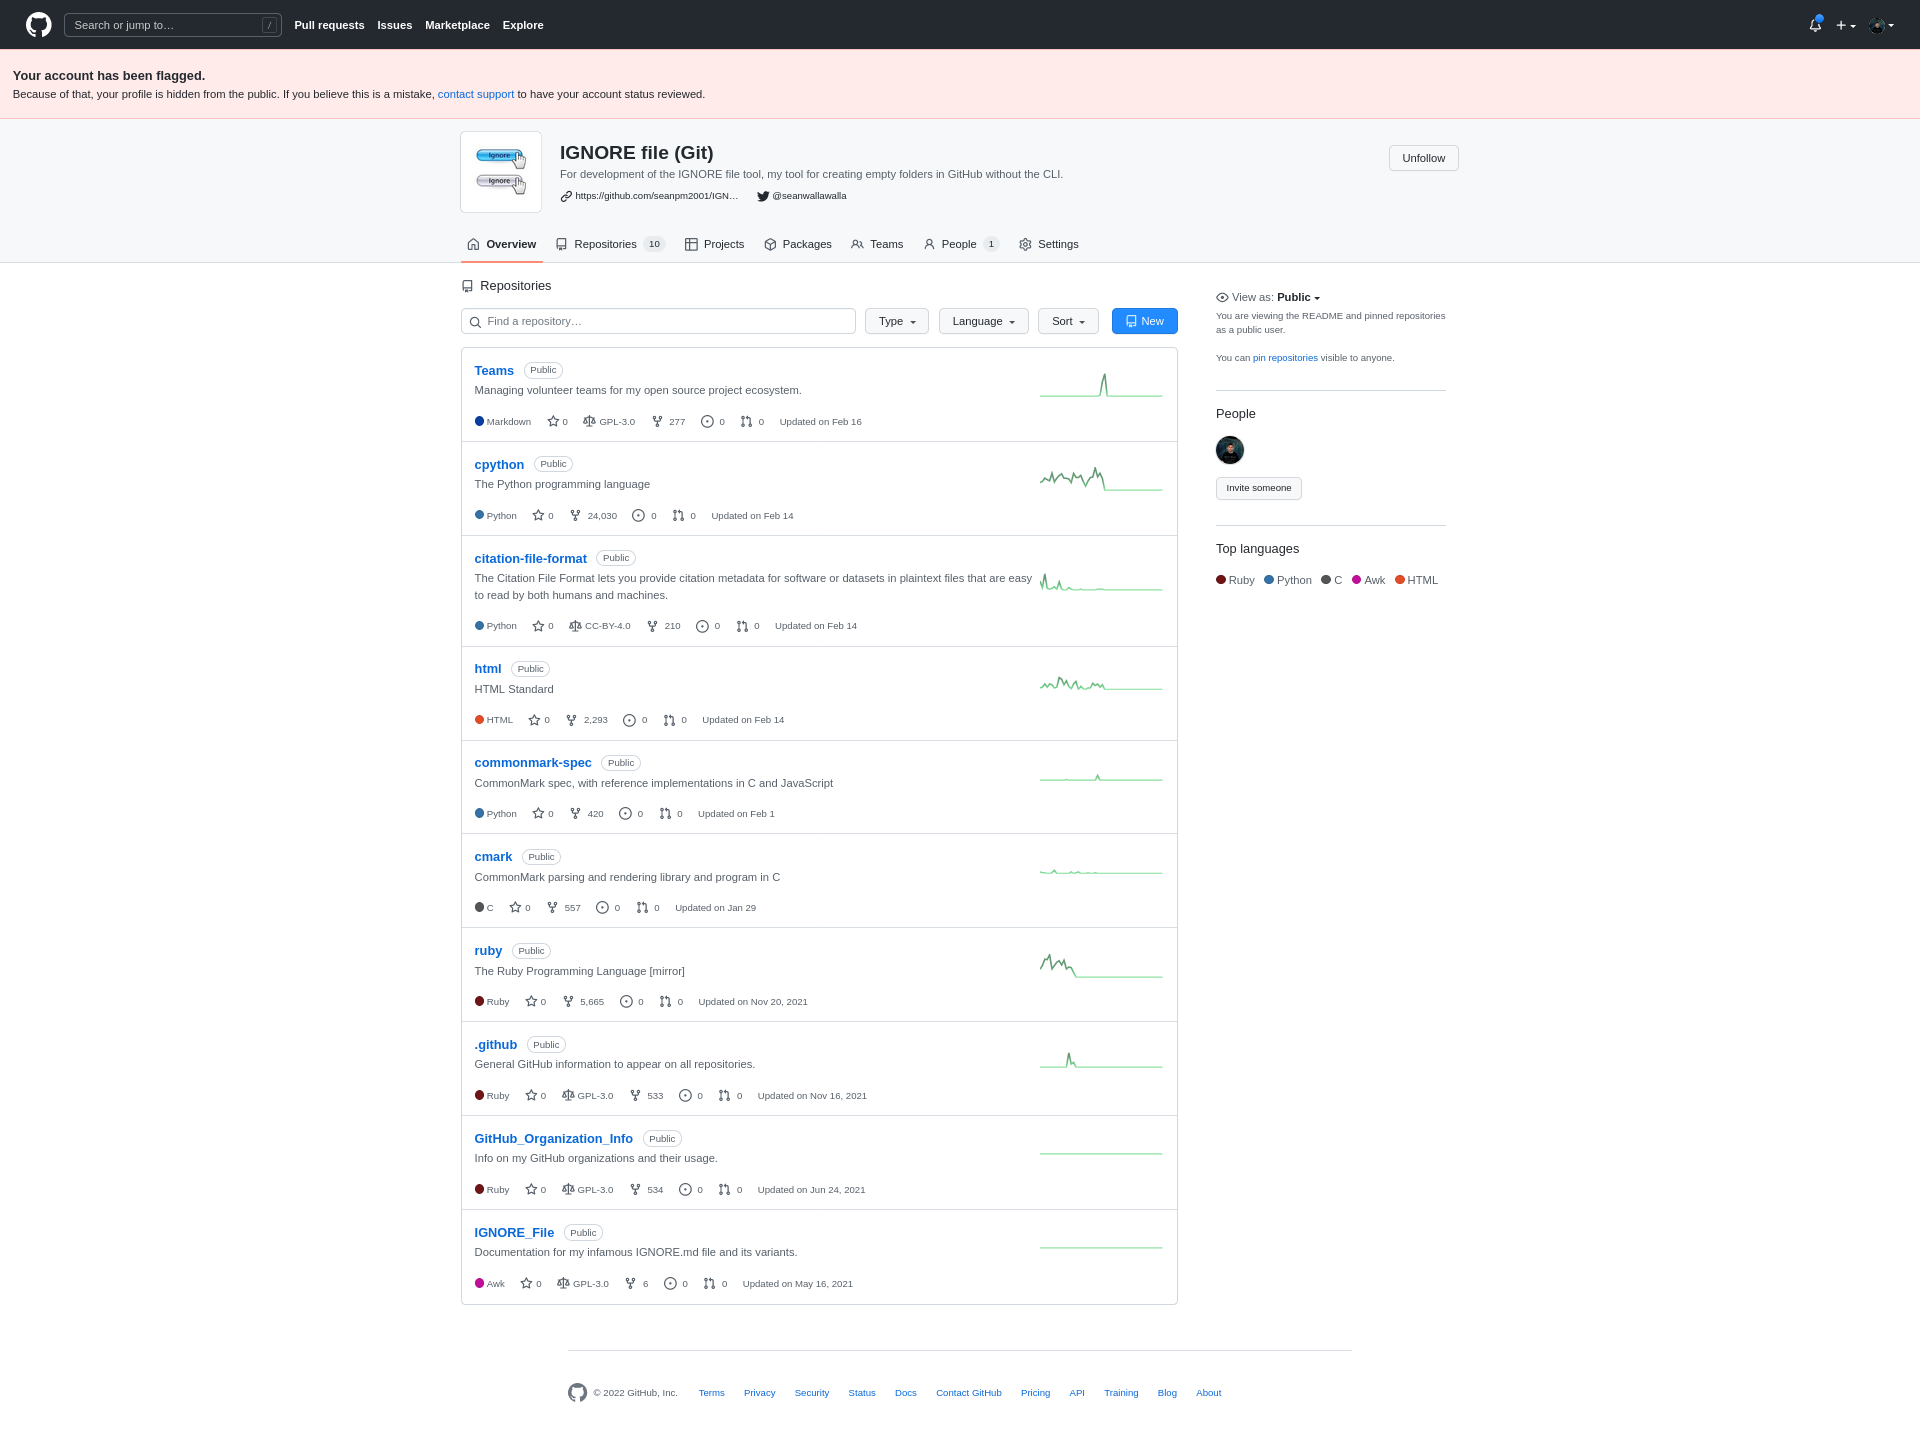 Search or jump to…
/
Pull requests Issues Marketplace Explore
Your account has been flagged.
Because of that, your profile is hidden from the public. If you believe this is a mistake, contact support to have your account status reviewed.
Ignore
Ignore
IGNORE file (Git)
For development of the IGNORE file tool, my tool for creating empty folders in GitHub without the CLI.
https://github.com/seanpm2001/IGN… @seanwallawalla
Unfollow
Overview Repositories 10 Projects Packages Teams People 1 Settings
Repositories
Find a repository… Type Language Sort New
Teams Public
Managing volunteer teams for my open source project ecosystem.
Markdown 0 GPL-3.0 277 0 0 Updated on Feb 16
cpython Public
The Python programming language
Python 0 24,030 0 0 Updated on Feb 14
citation-file-format Public
The Citation File Format lets you provide citation metadata for software or datasets in plaintext files that are easy
to read by both humans and machines.
Python 0 CC-BY-4.0 210 0 0 Updated on Feb 14
html Public
HTML Standard
HTML 0 2,293 0 0 Updated on Feb 14
commonmark-spec Public
CommonMark spec, with reference implementations in C and JavaScript
Python 0 420 0 0 Updated on Feb 1
cmark Public
CommonMark parsing and rendering library and program in C
C 0 557 0 0 Updated on Jan 29
ruby Public
The Ruby Programming Language [mirror]
Ruby 0 5,665 0 0 Updated on Nov 20, 2021
.github Public
General GitHub information to appear on all repositories.
Ruby 0 GPL-3.0 533 0 0 Updated on Nov 16, 2021
GitHub_Organization_Info Public
Info on my GitHub organizations and their usage.
Ruby 0 GPL-3.0 534 0 0 Updated on Jun 24, 2021
IGNORE_File Public
Documentation for my infamous IGNORE.md file and its variants.
Awk 0 GPL-3.0 6 0 0 Updated on May 16, 2021
View as: Public
You are viewing the README and pinned repositories
as a public user.
You can pin repositories visible to anyone.
People
Invite someone
Top languages
Ruby Python C Awk HTML
© 2022 GitHub, Inc. Terms Privacy Security Status Docs Contact GitHub Pricing API Training Blog About